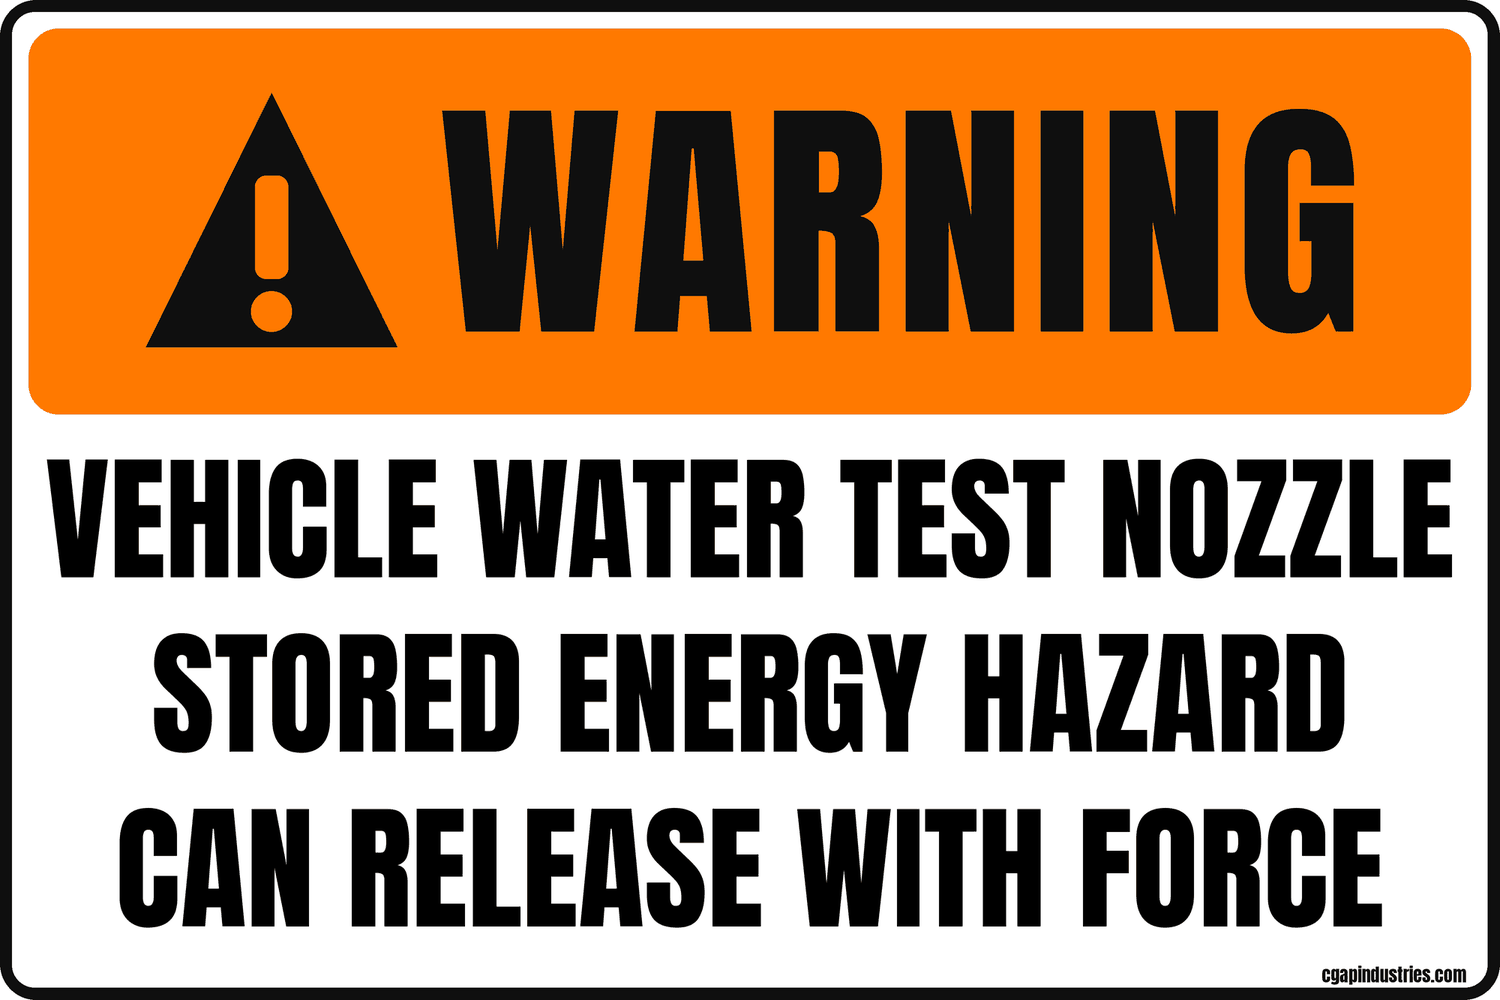 WARNING
VEHICLE WATER TEST NOZZLE
STORED ENERGY HAZARD
CAN RELEASE WITH FORCE
cgapindustries.com